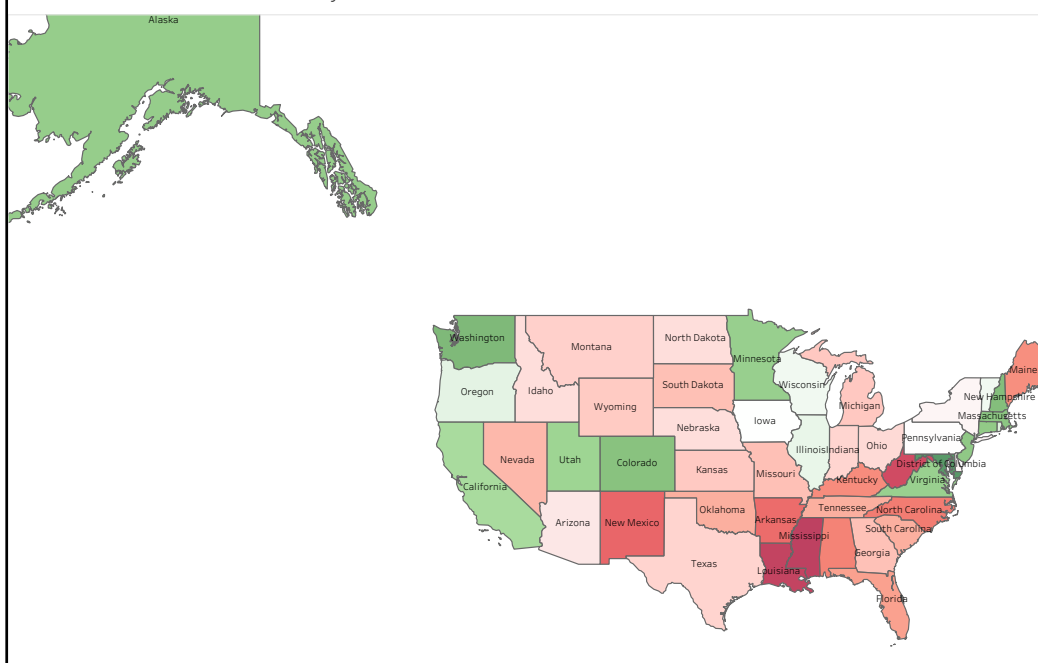 Alaska
Washington
Montana
North Dakota
Minnesota
Oregon
Idaho
South Dakota
Wisconsin
Michigan
Maine
New Hampshire
Massachusetts
Wyoming
Nebraska
Iowa
Illinois
Indiana
Ohio
Pennsylvania
Nevada
Utah
Colorado
Kansas
Missouri
Kentucky
District of Columbia
Virginia
California
Arizona
New Mexico
Oklahoma
Arkansas
Tennessee
North Carolina
South Carolina
Mississippi
Georgia
Texas
Louisiana
Florida